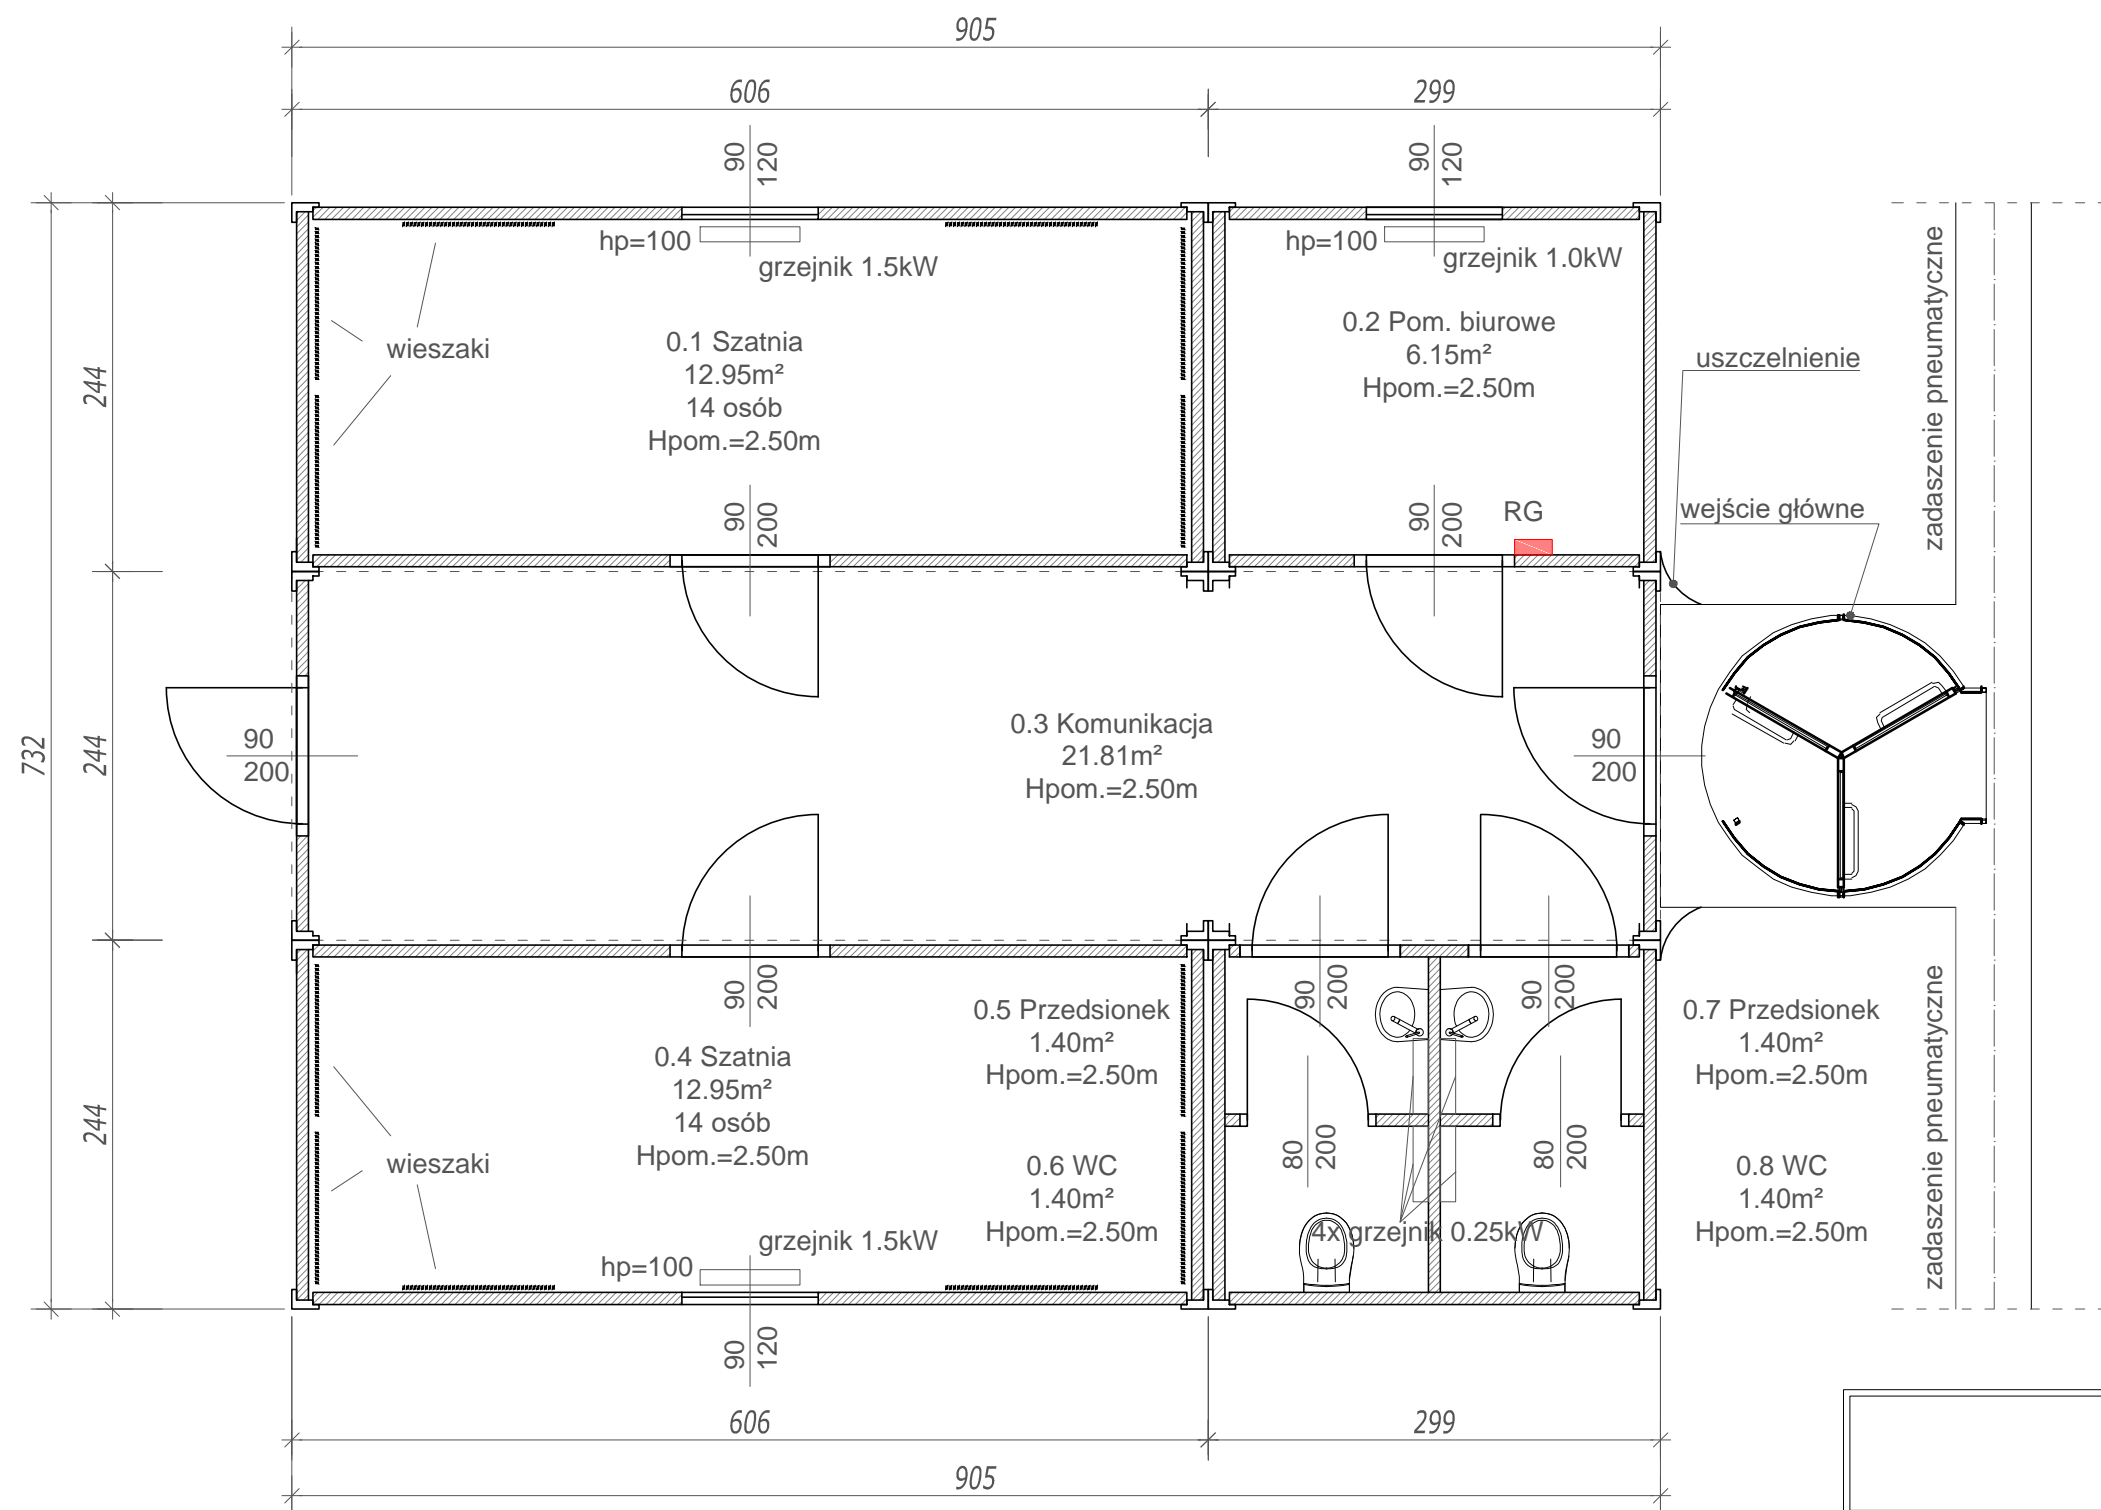 905
606
299
90
120
90
120
732
244
244
244
hp=100
grzejnik 1.5kW
wieszaki
0.1 Szatnia
12.95m²
14 osób
Hpom.=2.50m
90
200
hp=100
grzejnik 1.0kW
0.2 Pom. biurowe
6.15m²
Hpom.=2.50m
90
200
RG
uszczelnienie
wejście główne
zadaszenie pneumatyczne
90
200
0.3 Komunikacja
21.81m²
Hpom.=2.50m
90
200
90
200
0.4 Szatnia
12.95m²
14 osób
Hpom.=2.50m
wieszaki
hp=100
grzejnik 1.5kW
0.5 Przedsionek
1.40m²
Hpom.=2.50m
0.6 WC
1.40m²
Hpom.=2.50m
90
200
90
200
80
200
80
200
4x grzejnik 0.25kW
0.7 Przedsionek
1.40m²
Hpom.=2.50m
0.8 WC
1.40m²
Hpom.=2.50m
zadaszenie pneumatyczne
90
120
606
299
905